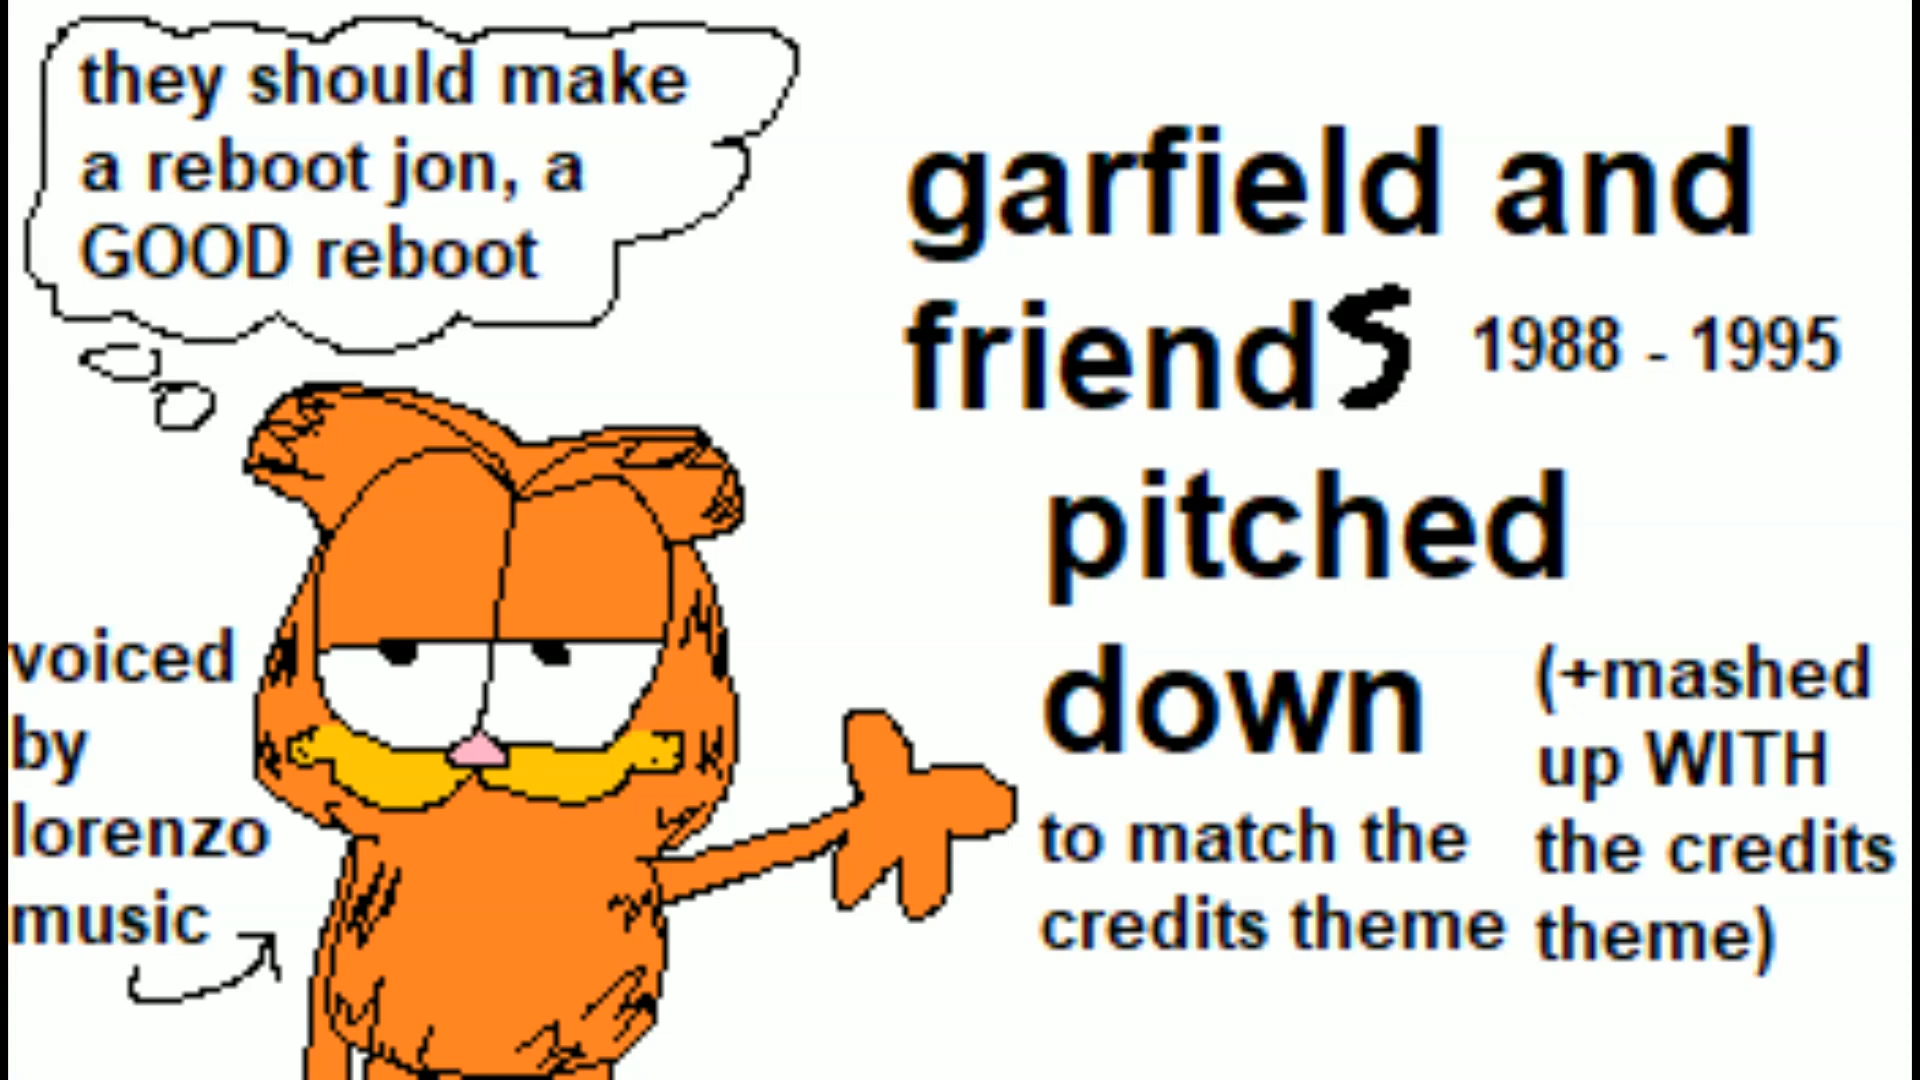 they should make
a reboot jon, a
GOOD reboot
garfield and
friends 1988 - 1995
pitched
down
(+mashed
up WITH
the credits
theme)
to match the
credits theme
voiced
by
lorenzo
music